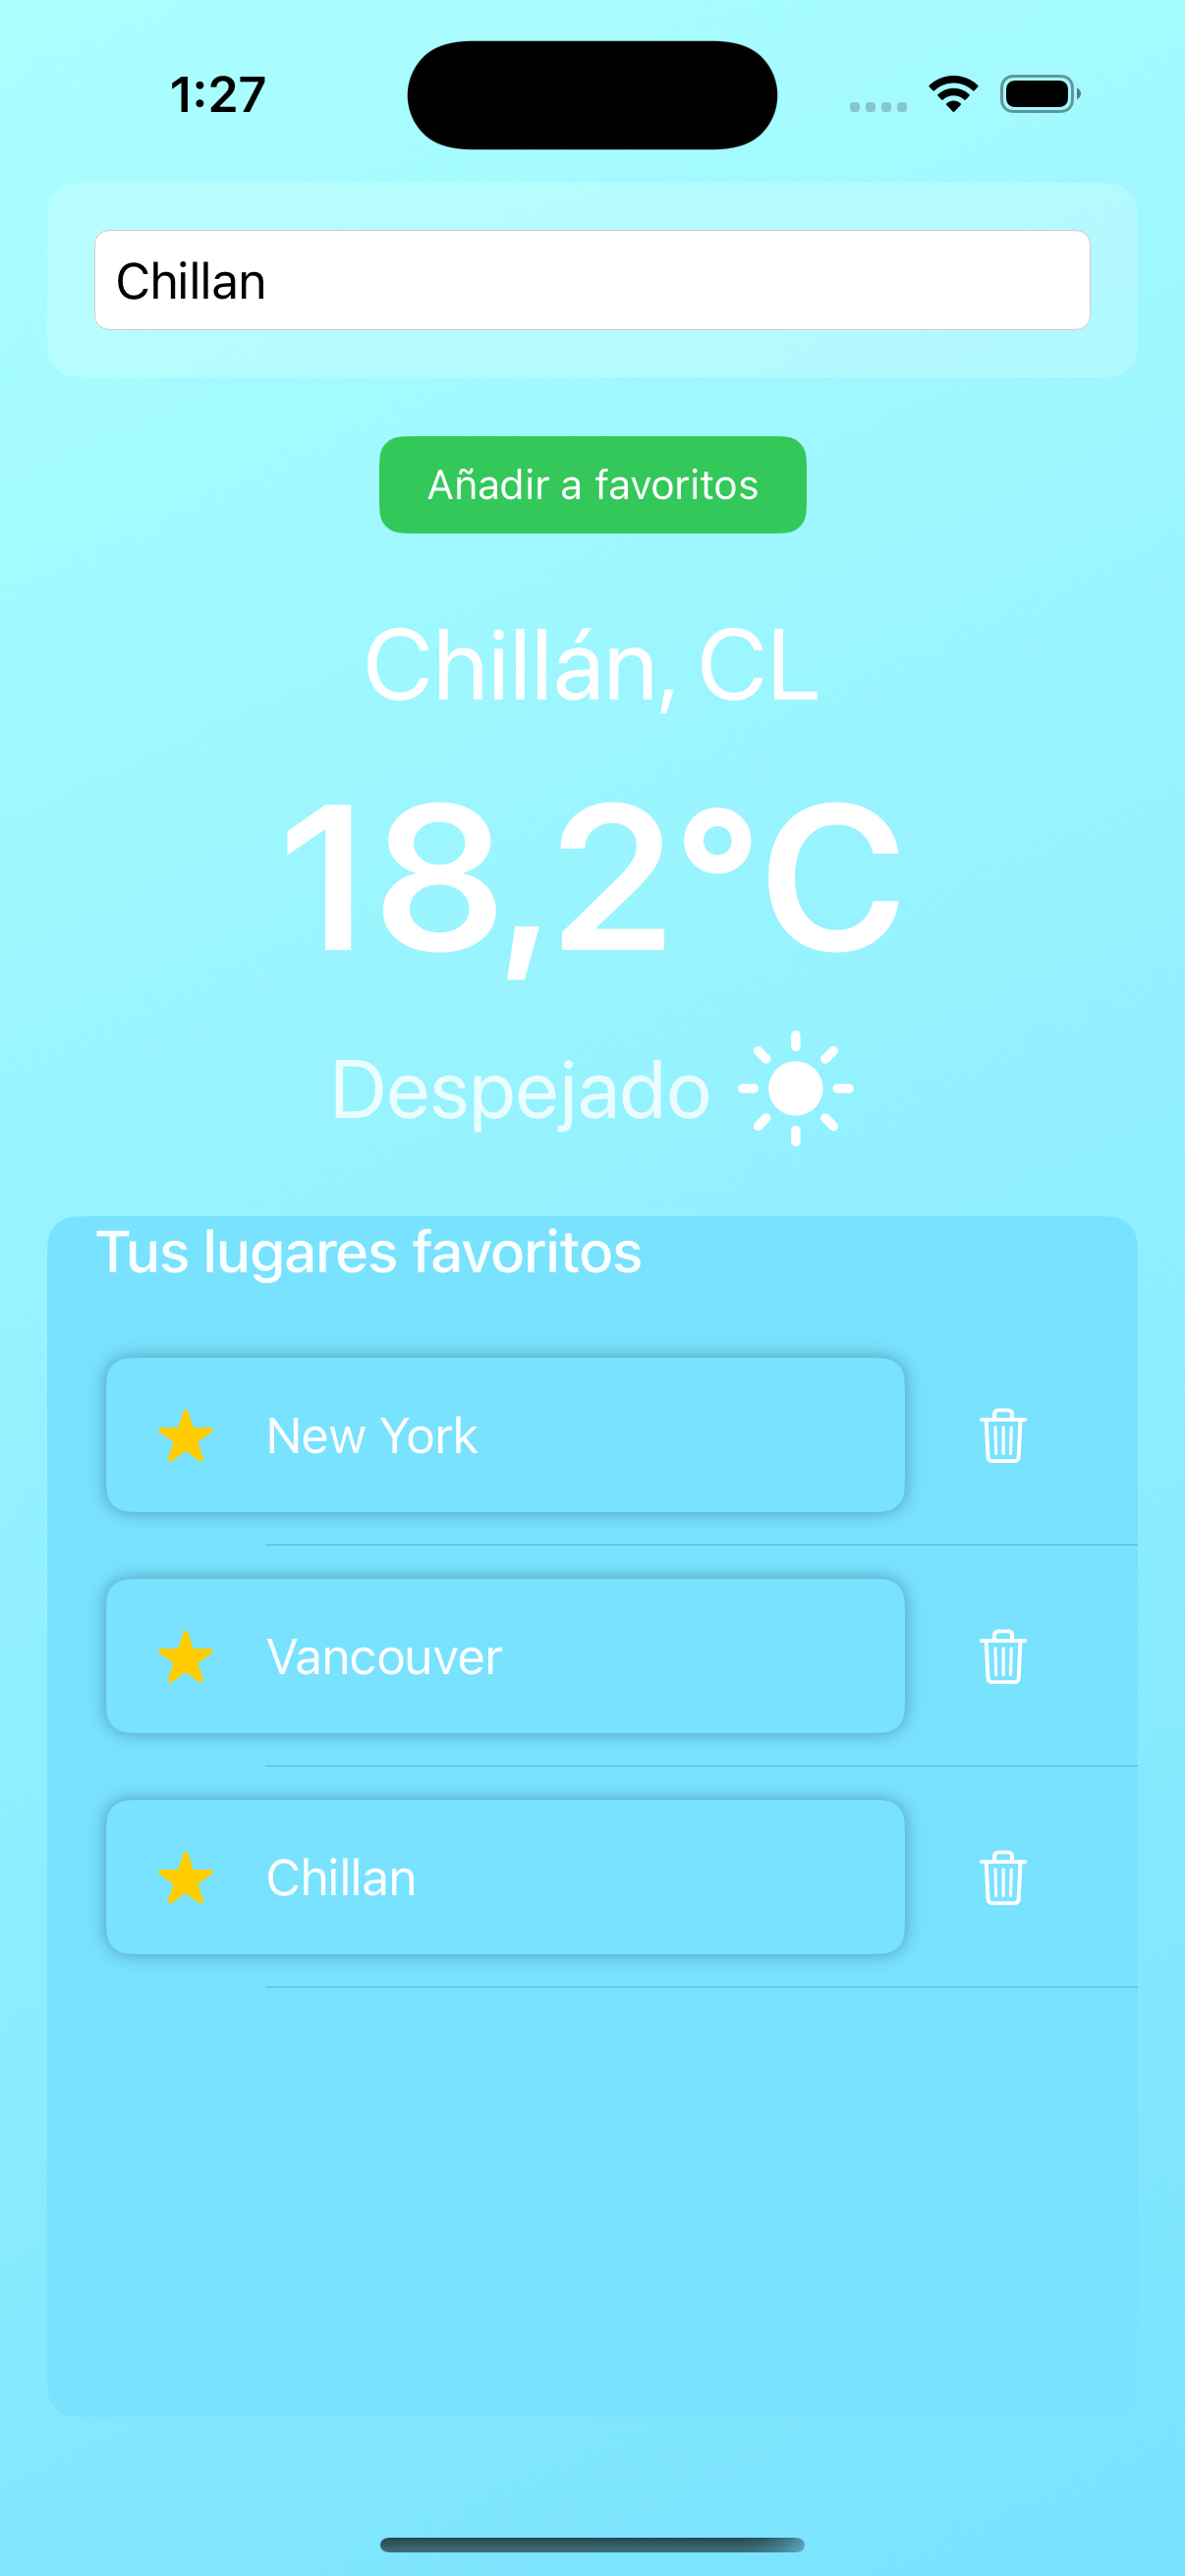 1:27
Chillan
Añadir a favoritos
Chillán, CL
18,2°C
Despejado
Tus lugares favoritos
New York
Vancouver
Chillan